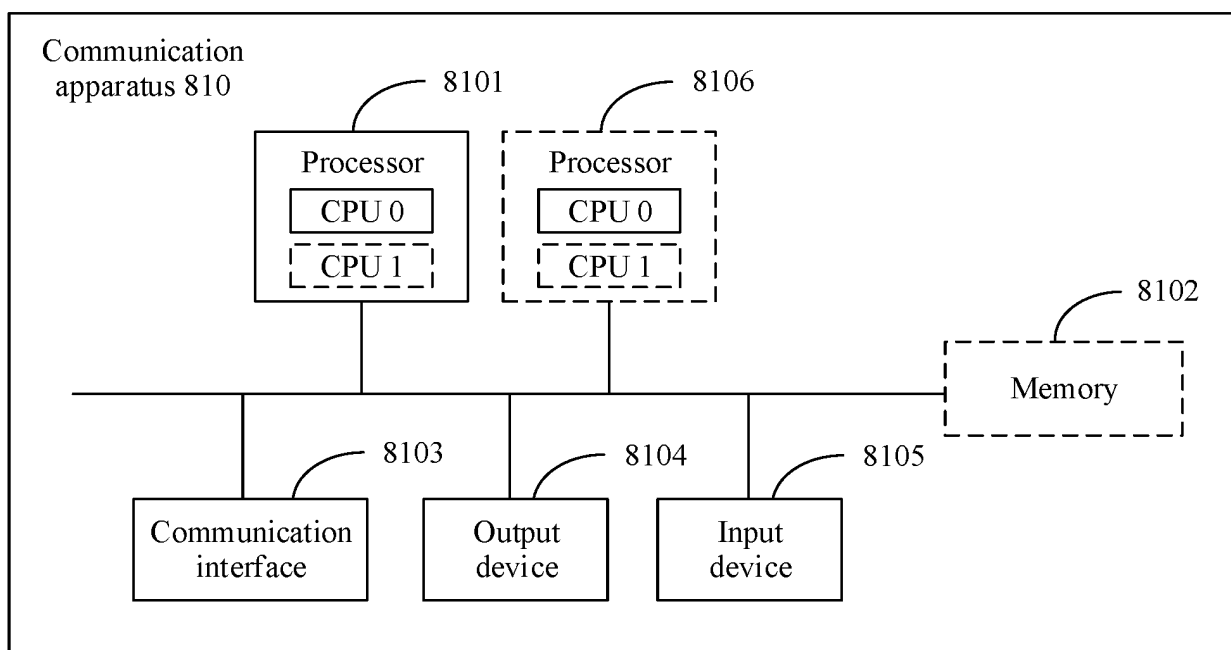 Communication
apparatus 810
8101
8106
Processor
CPU 0
CPU 1
Processor
CPU 0
CPU 1
8102
Memory
8103
8104
8105
Communication
interface
Output
device
Input
device